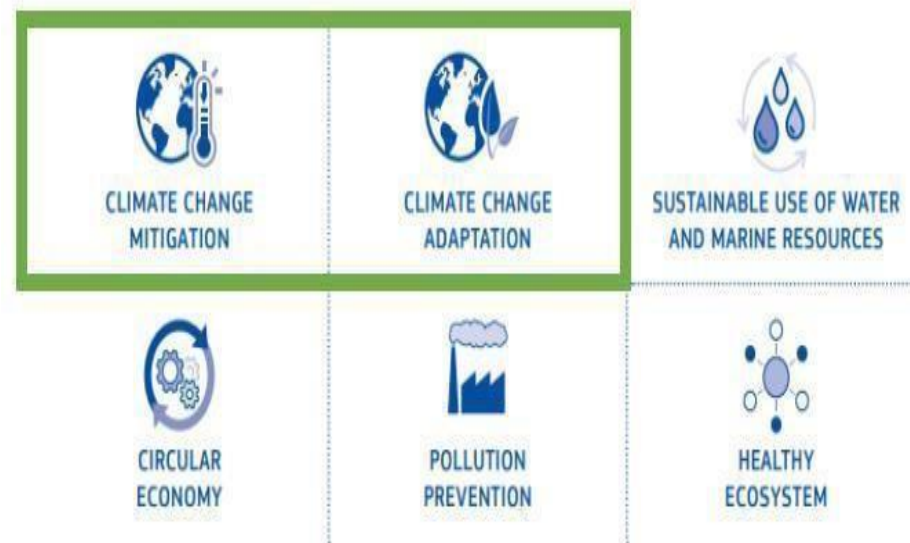 CLIMATE CHANGE
MITIGATION
CLIMATE CHANGE
ADAPTATION
SUSTAINABLE USE OF WATER
AND MARINE RESOURCES
CIRCULAR
ECONOMY
POLLUTION
PREVENTION
HEALTHY
ECOSYSTEM